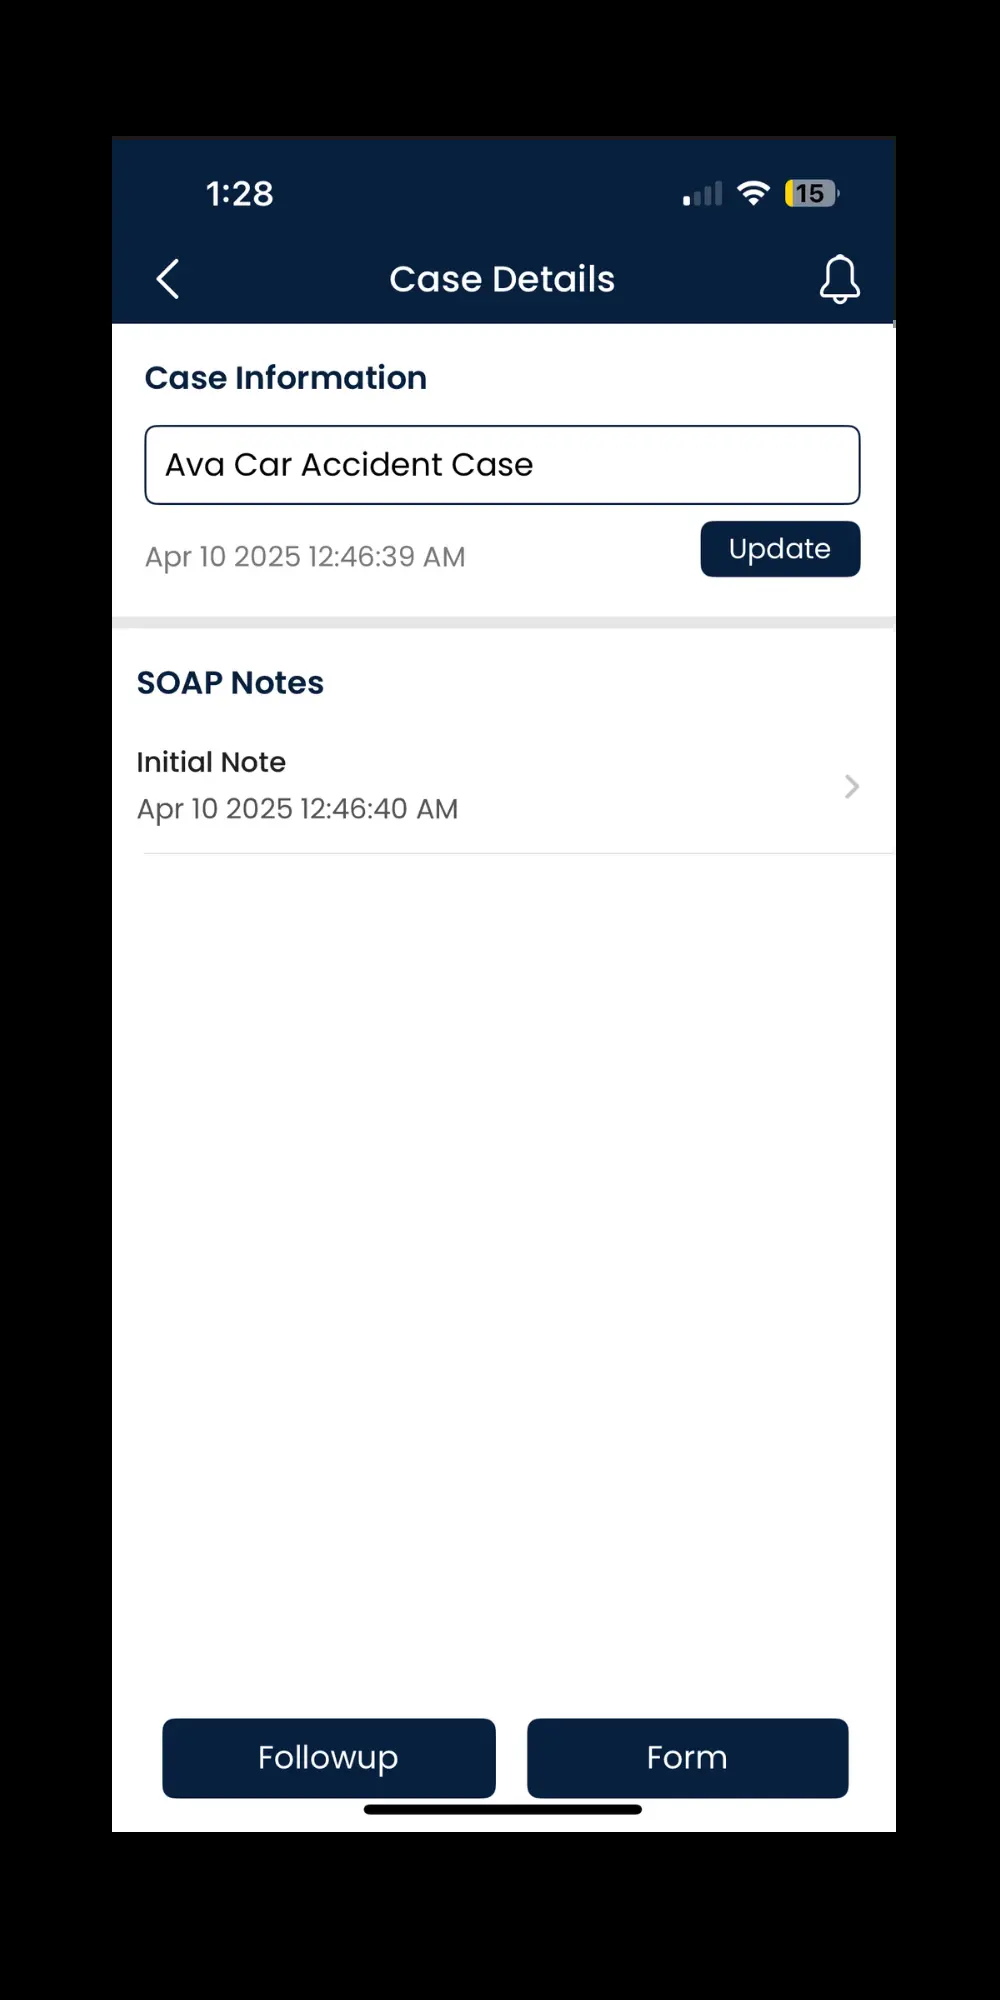 1:28
15
Case Details
Case Information
Ava Car Accident Case
Apr 10 2025 12:46:39 AM
Update
SOAP Notes
Initial Note
Apr 10 2025 12:46:40 AM
Followup
Form